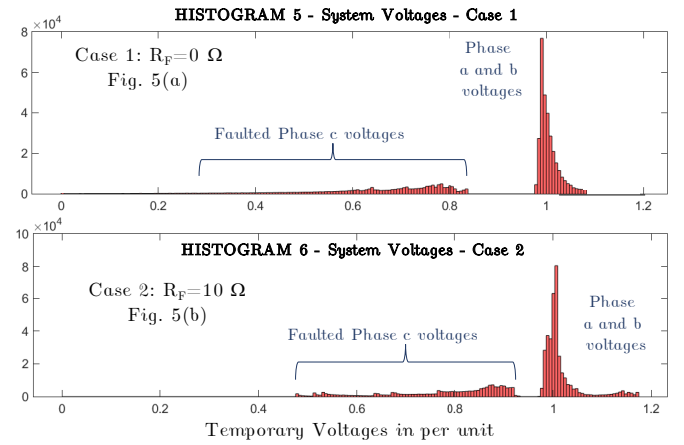 HISTOGRAM 5 - System Voltages - Case 1
×10⁴
8
6
4
2
0
Case 1: R_F=0 Ω
Fig. 5(a)
Faulted Phase c voltages
Phase
a and b
voltages
0 0.2 0.4 0.6 0.8 1 1.2
×10⁴
10
8
6
4
2
0
HISTOGRAM 6 - System Voltages - Case 2
Case 2: R_F=10 Ω
Fig. 5(b)
Faulted Phase c voltages
Phase
a and b
voltages
0 0.2 0.4 0.6 0.8 1 1.2
Temporary Voltages in per unit